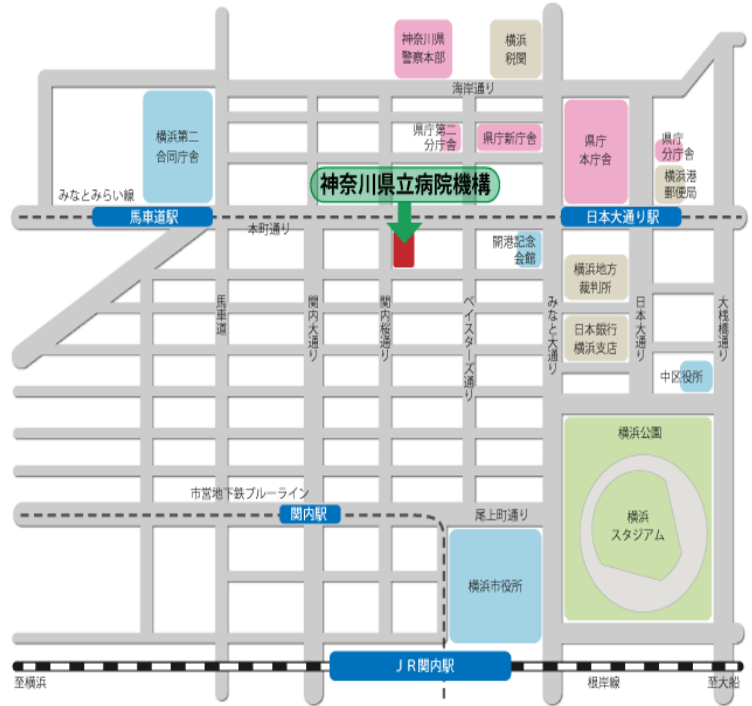 神奈川県
警察本部
横浜
税関
海岸通り
横浜第二
合同庁舎
県庁第二
分庁舎
県庁新庁舎
県庁
本庁舎
県庁
分庁舎
横浜港
郵便局
神奈川県立病院機構
みなとみらい線
馬車道駅
日本大通り駅
本町通り
開港記念
会館
横浜地方
裁判所
馬車道
関内大通り
関内桜通り
ベイスターズ通り
みなと大通り
日本大通り
大桟橋通り
日本銀行
横浜支店
中区役所
横浜公園
横浜
スタジアム
市営地下鉄ブルーライン
関内駅
尾上町通り
横浜市役所
ＪＲ関内駅
至横浜
根岸線
至大船